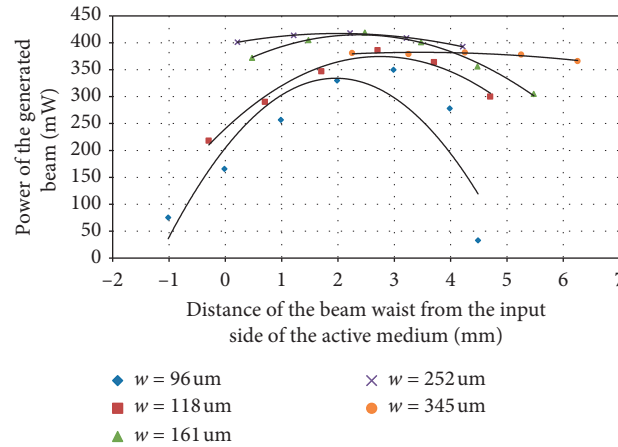 Power of the generated
beam (mW)
450
400
350
300
250
200
150
100
50
0
−2 −1 0 1 2 3 4 5 6 7
Distance of the beam waist from the input
side of the active medium (mm)
w = 96 um
w = 252 um
w = 118 um
w = 345 um
w = 161 um